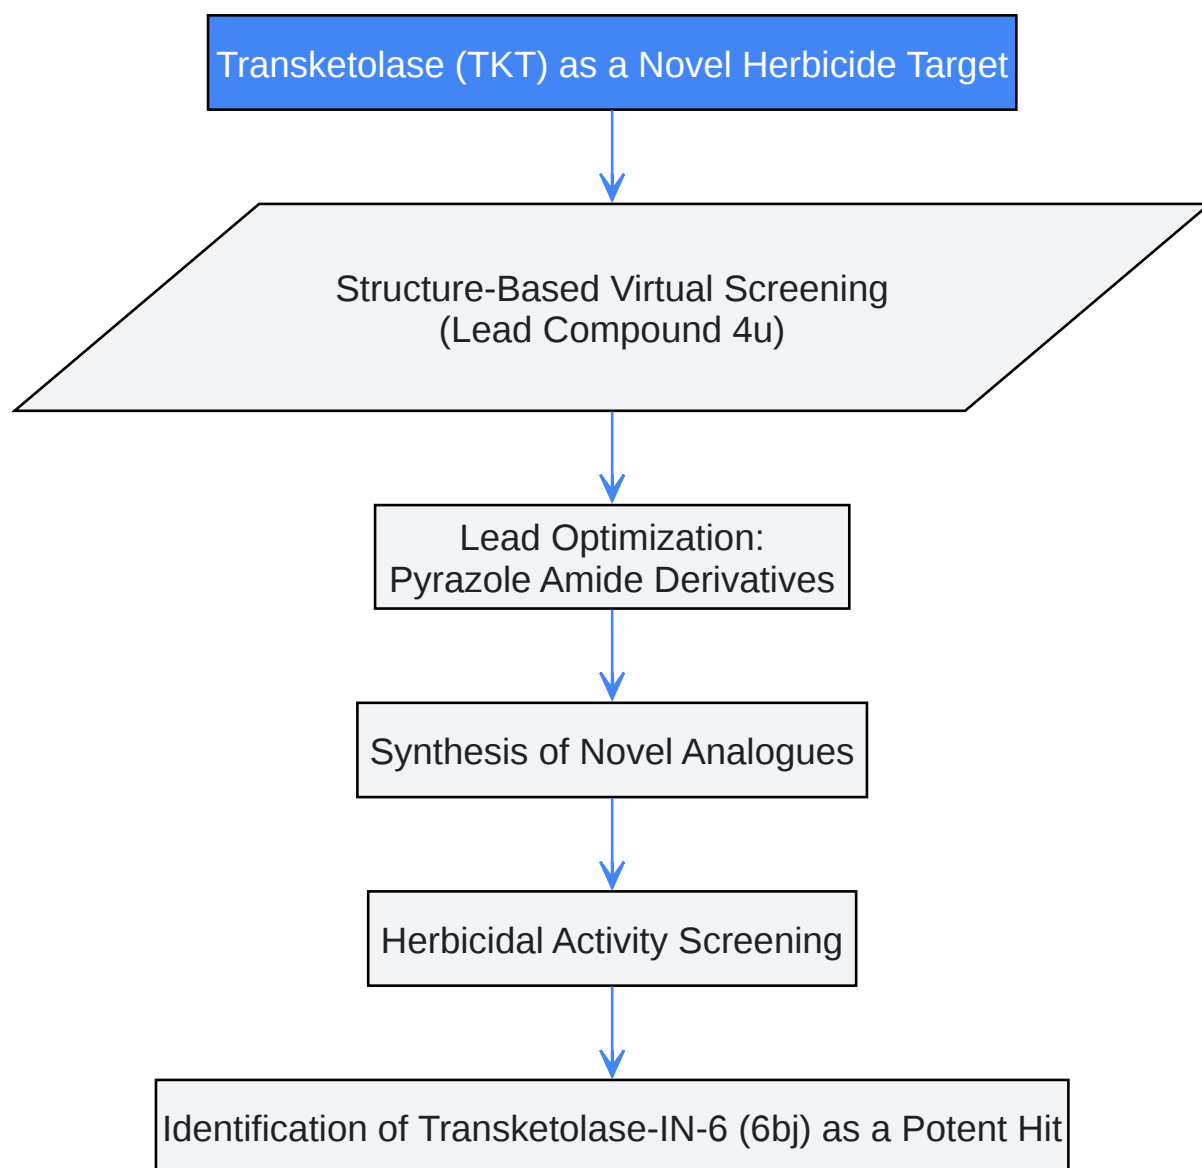 Transketolase (TKT) as a Novel Herbicide Target
Structure-Based Virtual Screening
(Lead Compound 4u)
Lead Optimization:
Pyrazole Amide Derivatives
Synthesis of Novel Analogues
Herbicidal Activity Screening
Identification of Transketolase-IN-6 (6bj) as a Potent Hit